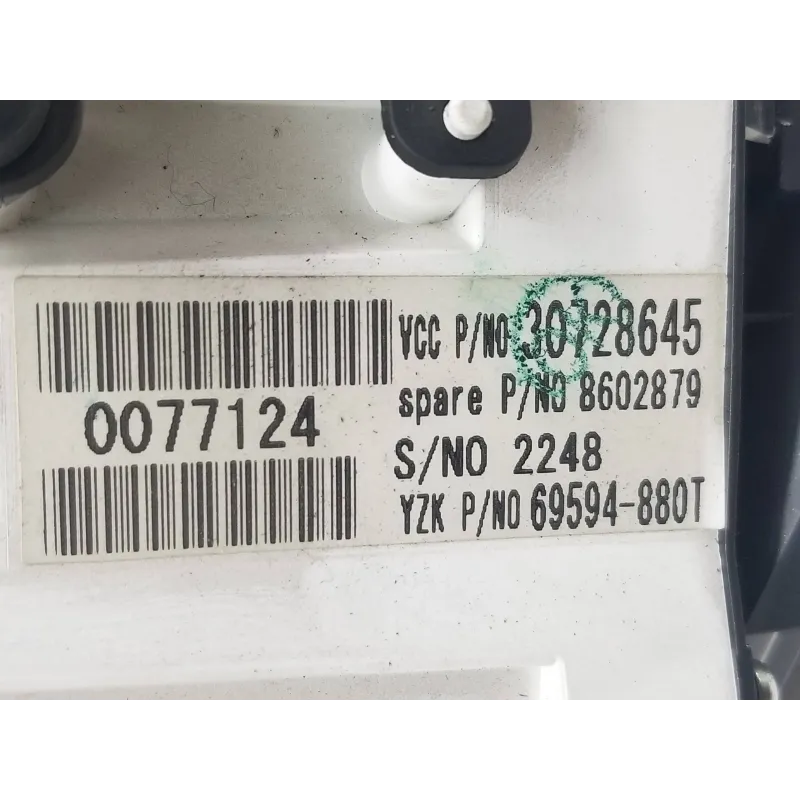 VCC P/NO 30728645
spare P/NO 8602879
0077124
S/NO 2248
YZK P/NO 69594-880T